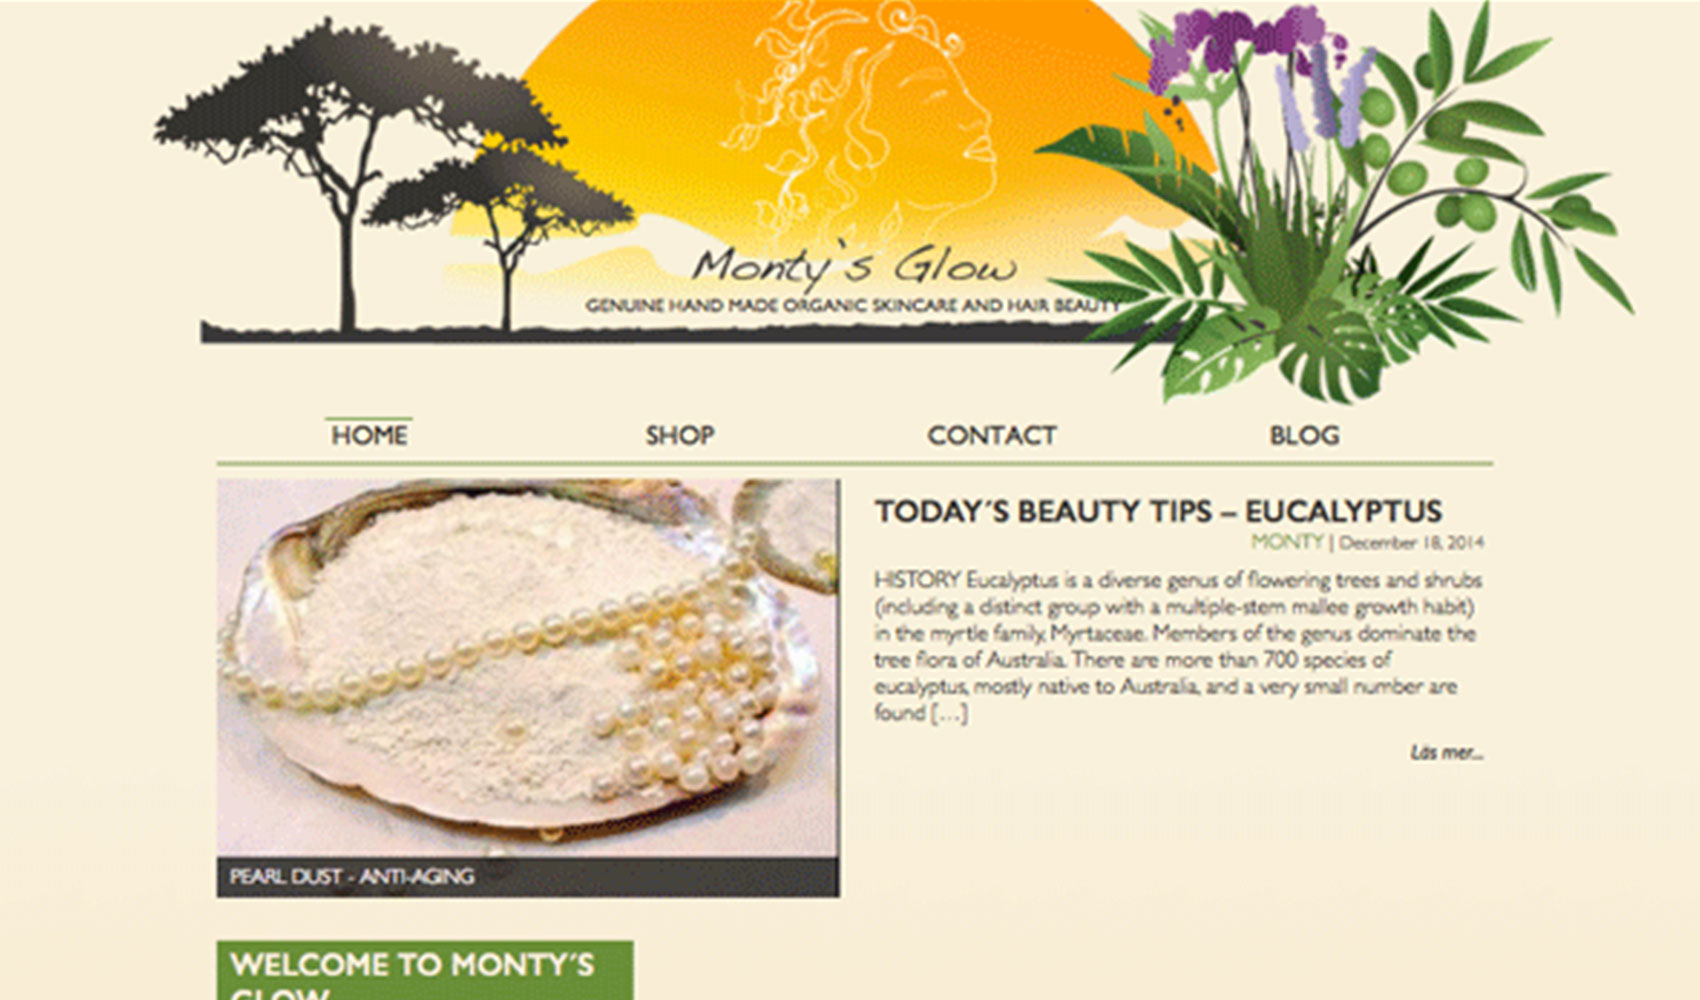 Monty's Glow
GENUINE HAND MADE ORGANIC SKINCARE AND HAIR BEAUTY
HOME
SHOP
CONTACT
BLOG
PEARL DUST - ANTI-AGING
TODAY´S BEAUTY TIPS – EUCALYPTUS
MONTY | December 18, 2014
HISTORY Eucalyptus is a diverse genus of flowering trees and shrubs
(including a distinct group with a multiple-stem mallee growth habit)
in the myrtle family, Myrtaceae. Members of the genus dominate the
tree flora of Australia. There are more than 700 species of
eucalyptus, mostly native to Australia, and a very small number are
found […]
Läs mer...
WELCOME TO MONTY´S
GLOW